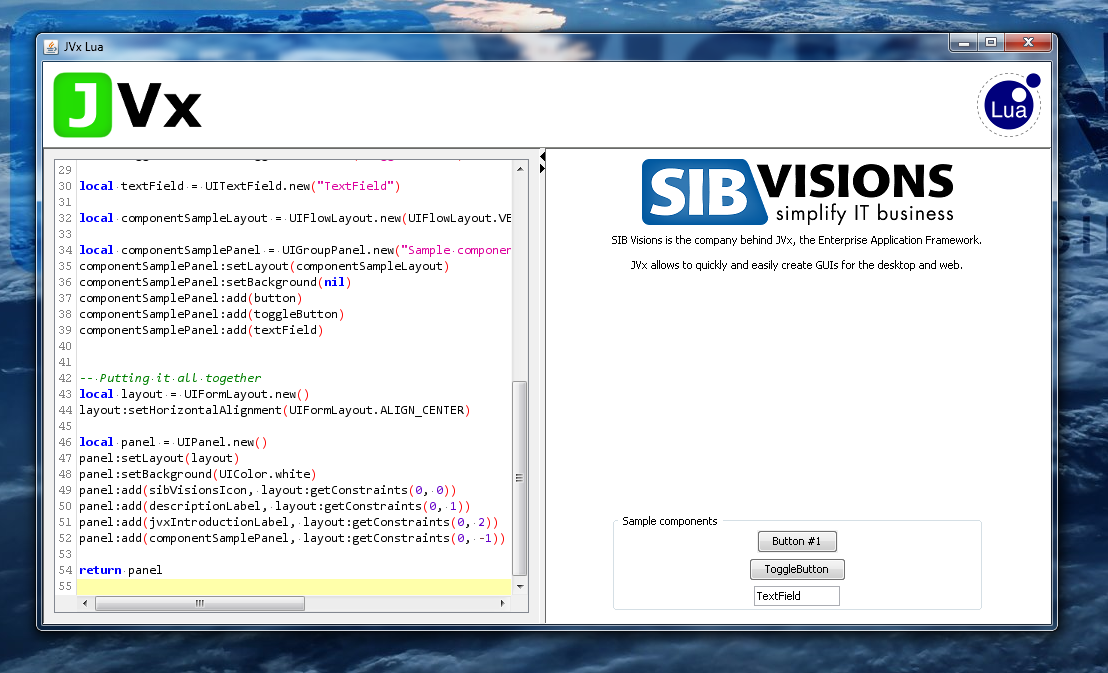 JVx Lua
JVx
Lua
29
30 local textField = UITextField.new("TextField")
31
32 local componentSampleLayout = UIFlowLayout.new(UIFlowLayout.VE
33
34 local componentSamplePanel = UIGroupPanel.new("Sample componen
35 componentSamplePanel:setLayout(componentSampleLayout)
36 componentSamplePanel:setBackground(nil)
37 componentSamplePanel:add(button)
38 componentSamplePanel:add(toggleButton)
39 componentSamplePanel:add(textField)
40
41
42 -- Putting it all together
43 local layout = UIFormLayout.new()
44 layout:setHorizontalAlignment(UIFormLayout.ALIGN_CENTER)
45
46 local panel = UIPanel.new()
47 panel:setLayout(layout)
48 panel:setBackground(UIColor.white)
49 panel:add(sibVisionsIcon, layout:getConstraints(0, 0))
50 panel:add(descriptionLabel, layout:getConstraints(0, 1))
51 panel:add(jvxIntroductionLabel, layout:getConstraints(0, 2))
52 panel:add(componentSamplePanel, layout:getConstraints(0, -1))
53
54 return panel
55
SIB VISIONS
simplify IT business
SIB Visions is the company behind JVx, the Enterprise Application Framework.
JVx allows to quickly and easily create GUIs for the desktop and web.
Sample components
Button #1
ToggleButton
TextField